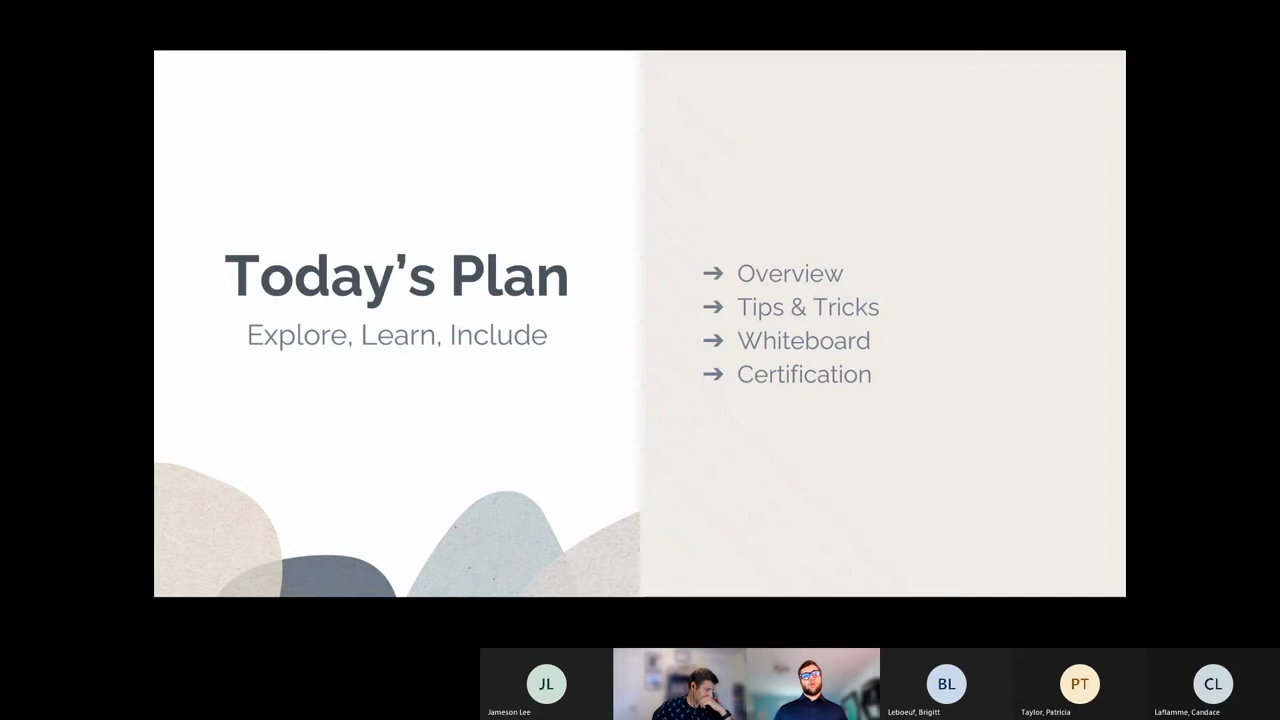 Today's Plan
Explore, Learn, Include
➔ Overview
➔ Tips & Tricks
➔ Whiteboard
➔ Certification
JL
BL
PT
CL
Jameson Lee
Leboeuf, Brigitt
Taylor, Patricia
Laflamme, Candace